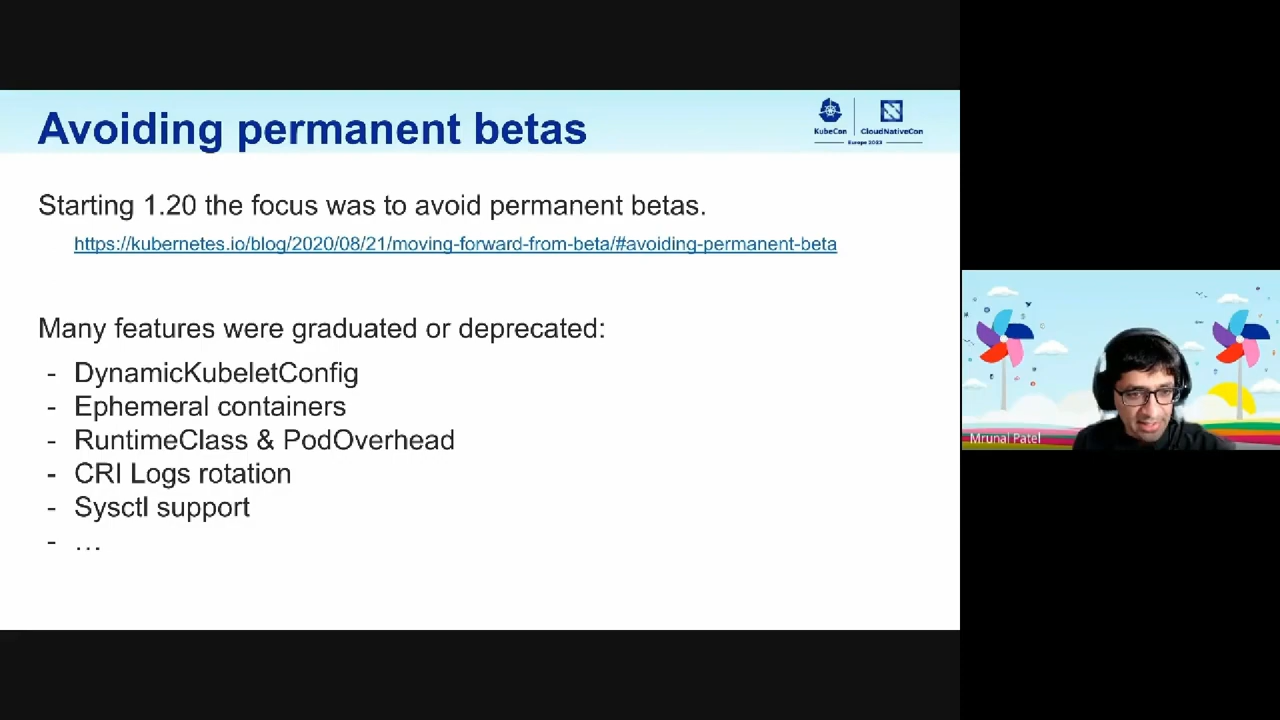 Avoiding permanent betas
KubeCon
CloudNativeCon
Europe 2023
Starting 1.20 the focus was to avoid permanent betas.
https://kubernetes.io/blog/2020/08/21/moving-forward-from-beta/#avoiding-permanent-beta
Many features were graduated or deprecated:
- DynamicKubeletConfig
- Ephemeral containers
- RuntimeClass & PodOverhead
- CRI Logs rotation
- Sysctl support
- …
Mrunal Patel